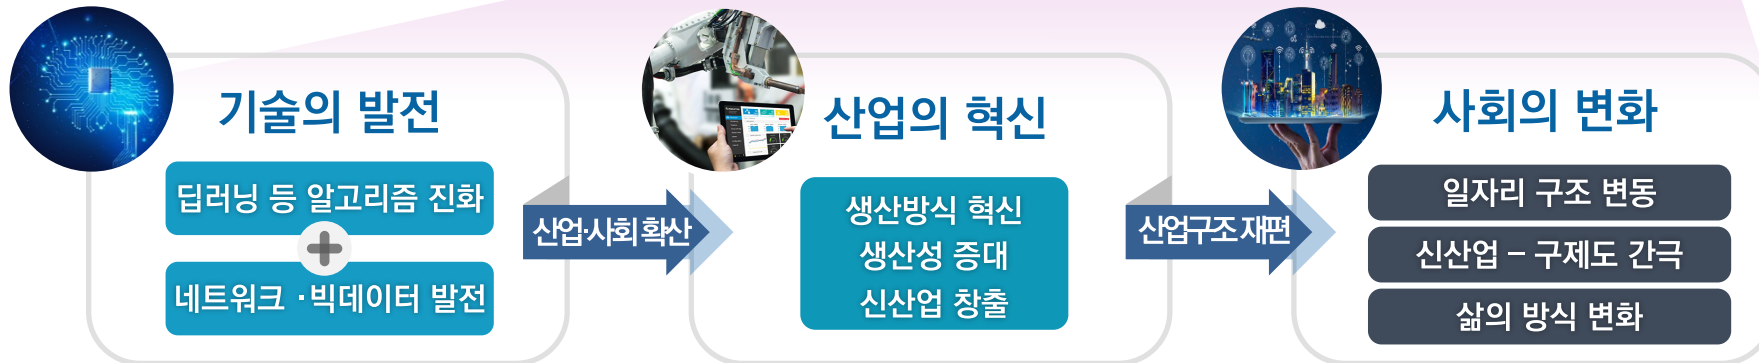 기술의 발전
딥러닝 등 알고리즘 진화
+
네트워크 ·빅데이터 발전
산업·사회 확산
산업의 혁신
생산방식 혁신
생산성 증대
신산업 창출
산업구조 재편
사회의 변화
일자리 구조 변동
신산업 – 구제도 간극
삶의 방식 변화